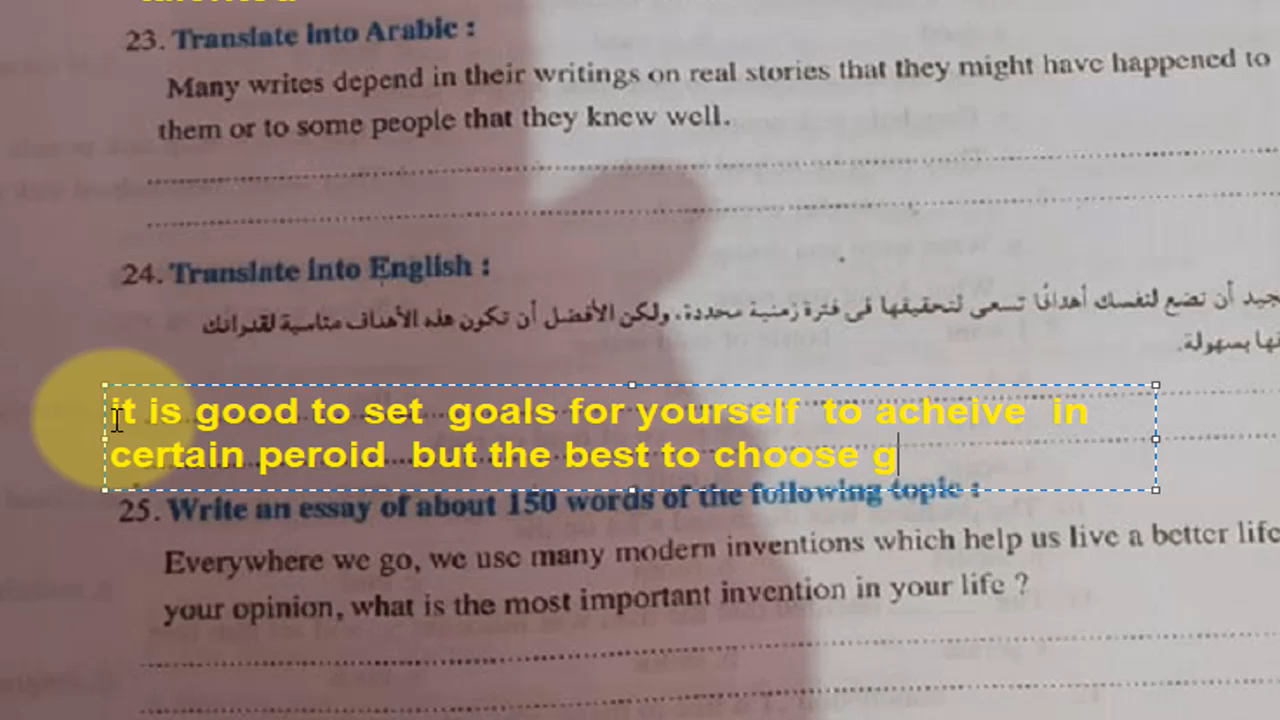 23. Translate into Arabic :
Many writes depend in their writings on real stories that they might have happened to
them or to some people that they knew well.
24. Translate into English :
جيد أن تضع لنفسك أهدافًا تسعى لتحقيقها فى فترة زمنية محددة، ولكن الأفضل أن تكون هذه الأهداف مناسبة لقدراتك
بسهولة.
it is good to set goals for yourself to acheive in
certain peroid but the best to choose g
25. Write an essay of about 150 words of the following topic :
Everywhere we go, we use many modern inventions which help us live a better life
your opinion, what is the most important invention in your life ?